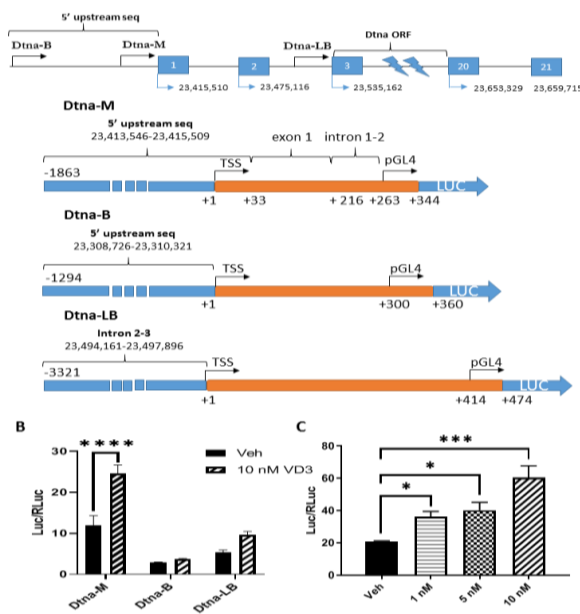 5' upstream seq
Dtna-B
Dtna-M
Dtna-LB
Dtna ORF
1
2
3
20
21
23,415,510
23,475,116
23,535,162
23,653,329
23,659,715
Dtna-M
5' upstream seq
23,413,546-23,415,509
exon 1
intron 1-2
-1863
TSS
pGL4
LUC
+1
+33
+ 216
+263
+344
Dtna-B
5' upstream seq
23,308,726-23,310,321
-1294
TSS
pGL4
LUC
+1
+300
+360
Dtna-LB
Intron 2-3
23,494,161-23,497,896
-3321
TSS
pGL4
LUC
+1
+414
+474
B
****
Veh
10 nM VD3
Luc/RLuc
30
20
10
0
Dtna-M
Dtna-B
Dtna-LB
C
***
*
*
Luc/RLuc
80
60
40
20
0
Veh
1 nM
5 nM
10 nM